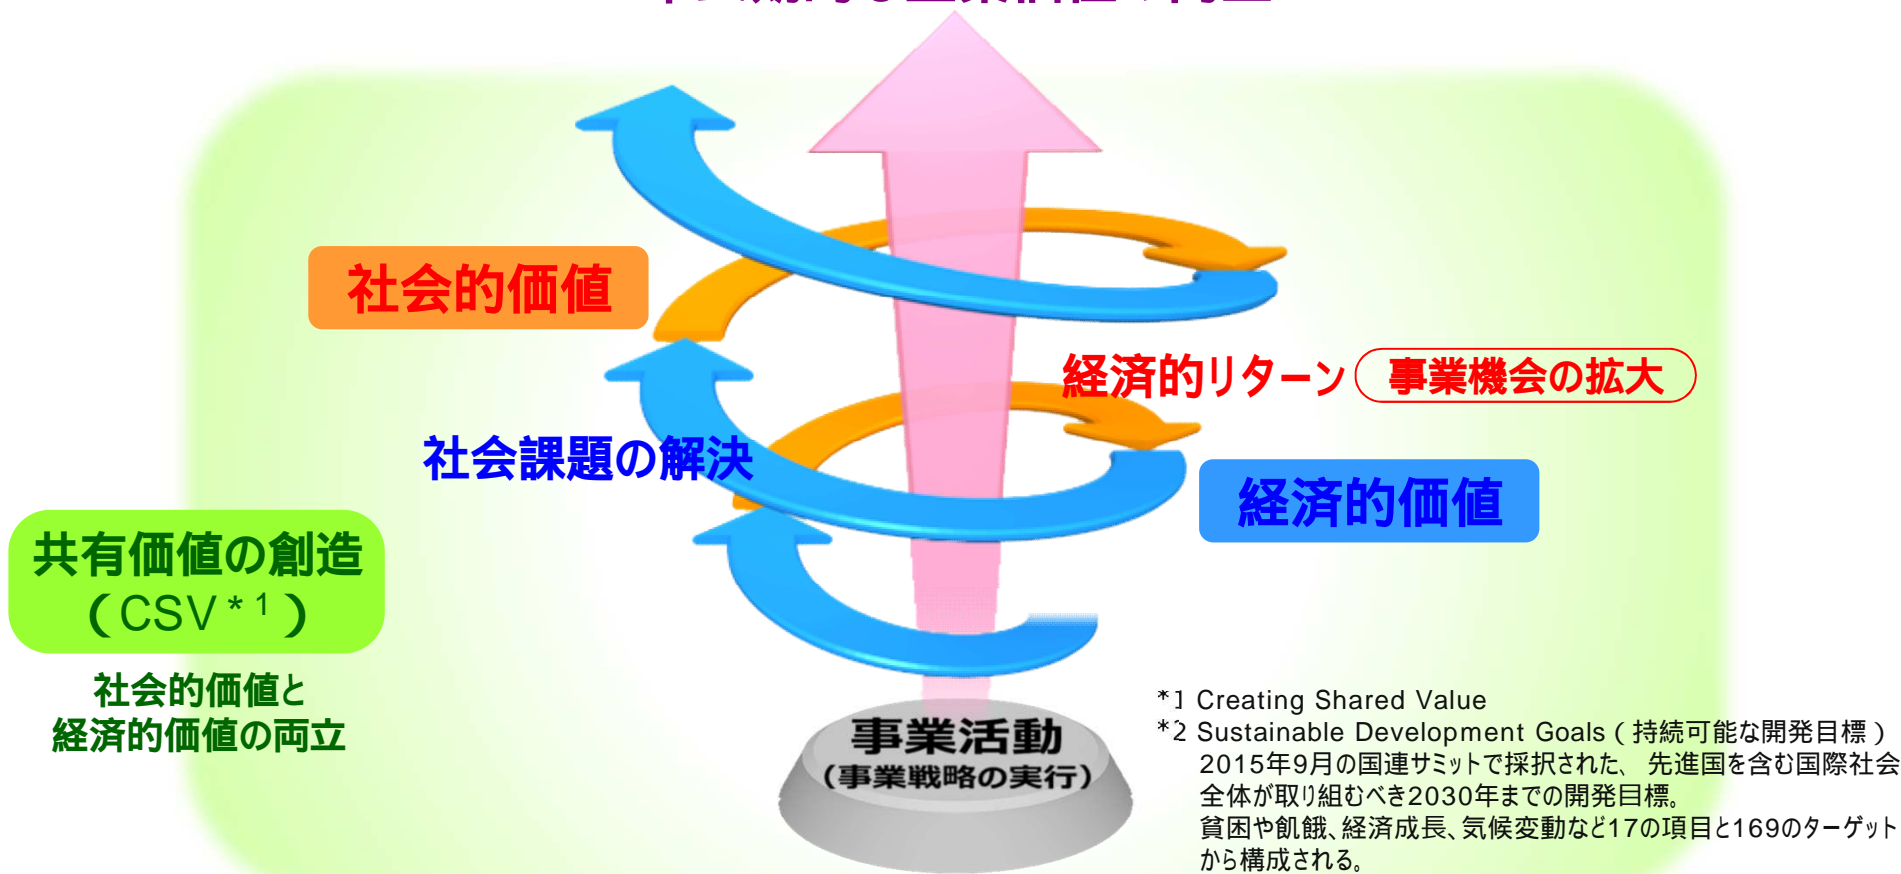 社会的価値
経済的リターン 事業機会の拡大
社会課題の解決
経済的価値
共有価値の創造
(CSV*1)
社会的価値と
経済的価値の両立
事業活動
(事業戦略の実行)
*1 Creating Shared Value
*2 Sustainable Development Goals(持続可能な開発目標)
2015年9月の国連サミットで採択された、先進国を含む国際社会
全体が取り組むべき2030年までの開発目標。
貧困や飢餓、経済成長、気候変動など17の項目と169のターゲット
から構成される。